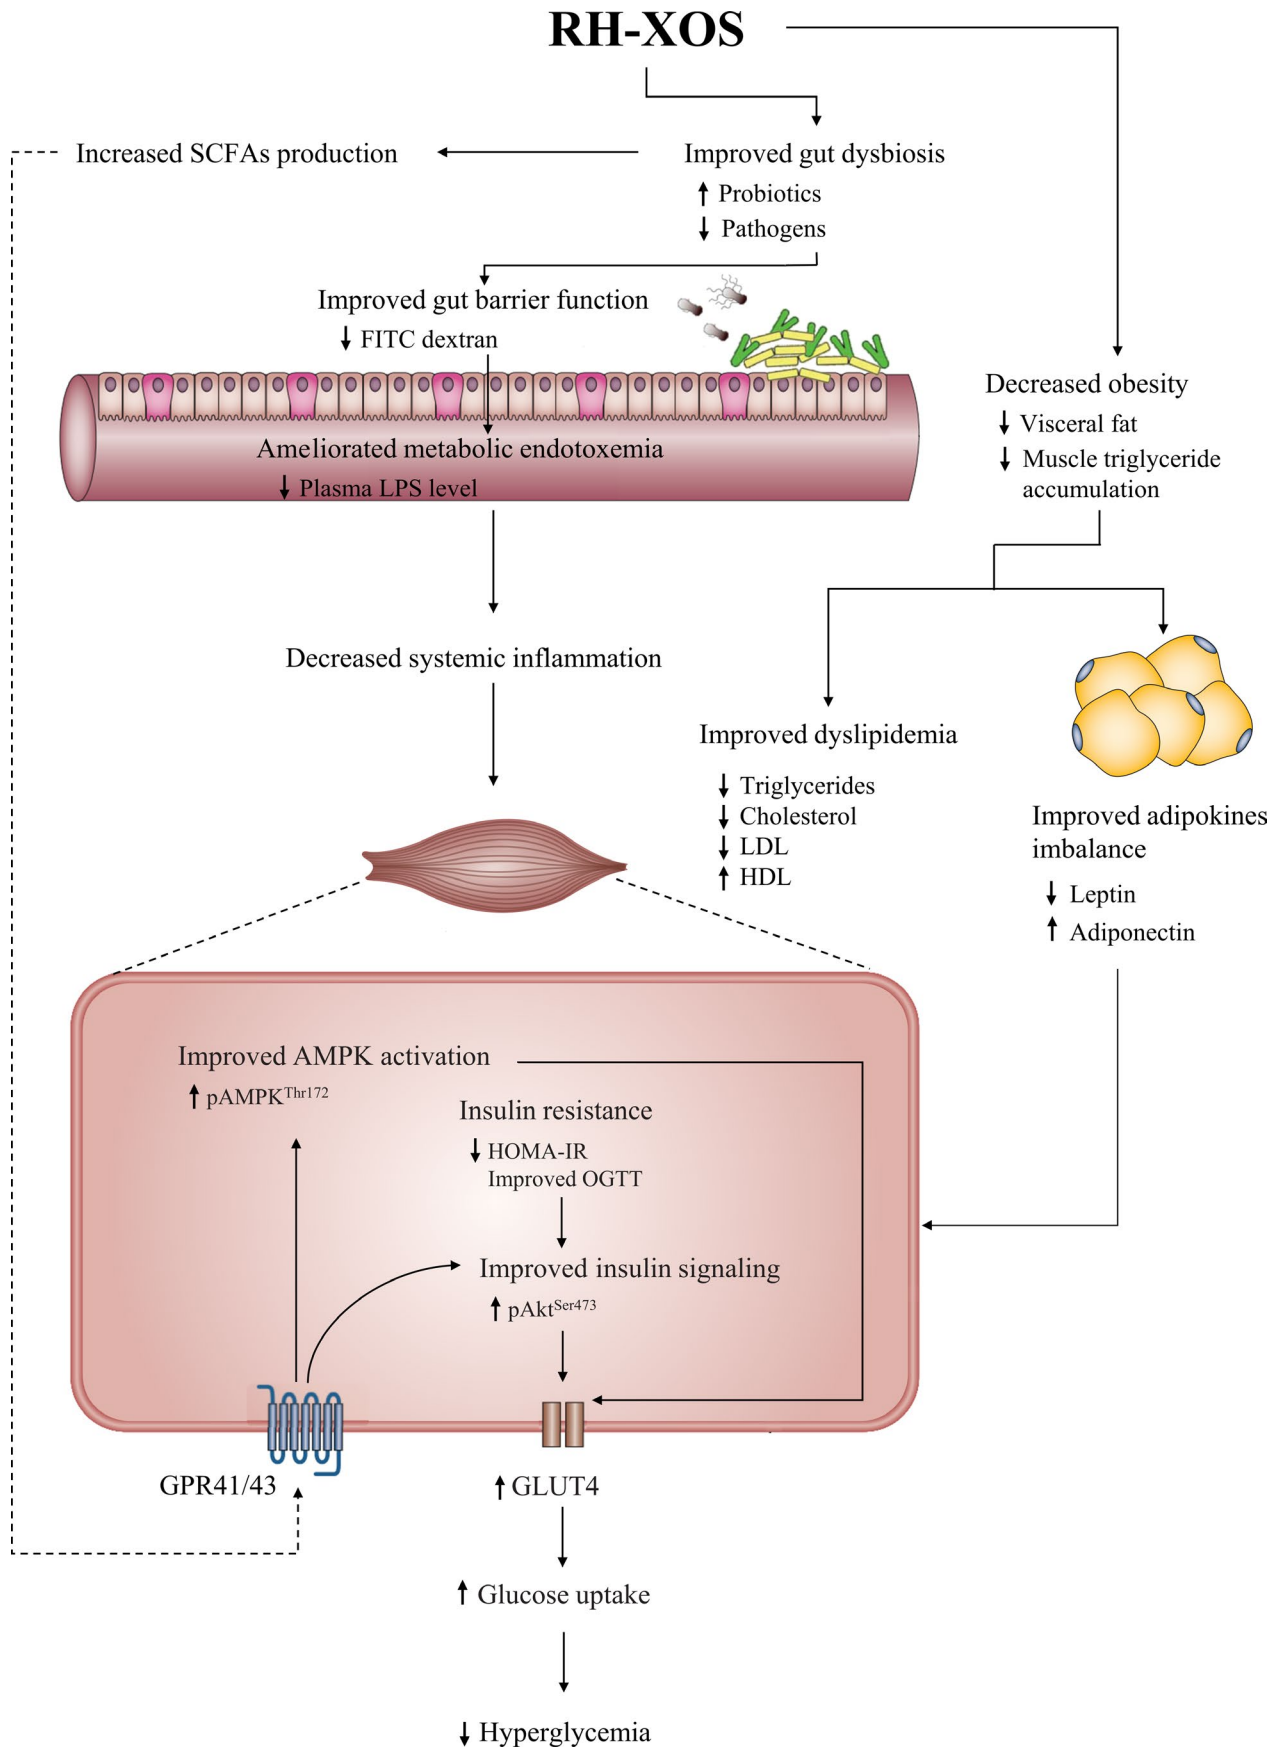 RH-XOS
Increased SCFAs production
Improved gut dysbiosis
↑ Probiotics
↓ Pathogens
Improved gut barrier function
↓ FITC dextran
Ameliorated metabolic endotoxemia
↓ Plasma LPS level
Decreased obesity
↓ Visceral fat
↓ Muscle triglyceride
accumulation
Decreased systemic inflammation
Improved dyslipidemia
↓ Triglycerides
↓ Cholesterol
↓ LDL
↑ HDL
Improved adipokines
imbalance
↓ Leptin
↑ Adiponectin
Improved AMPK activation
↑ pAMPKThr172
Insulin resistance
↓ HOMA-IR
Improved OGTT
Improved insulin signaling
↑ pAktSer473
GPR41/43
↑ GLUT4
↑ Glucose uptake
↓ Hyperglycemia